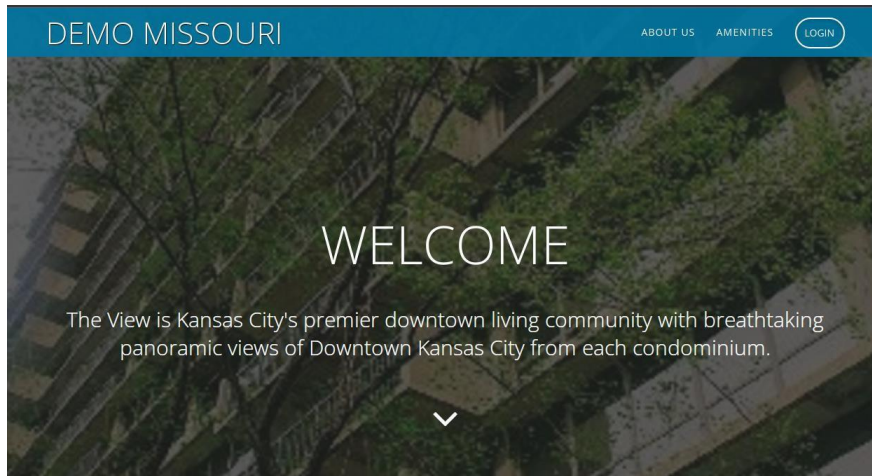 DEMO MISSOURI
ABOUT US
AMENITIES
LOGIN
WELCOME
The View is Kansas City's premier downtown living community with breathtaking
panoramic views of Downtown Kansas City from each condominium.